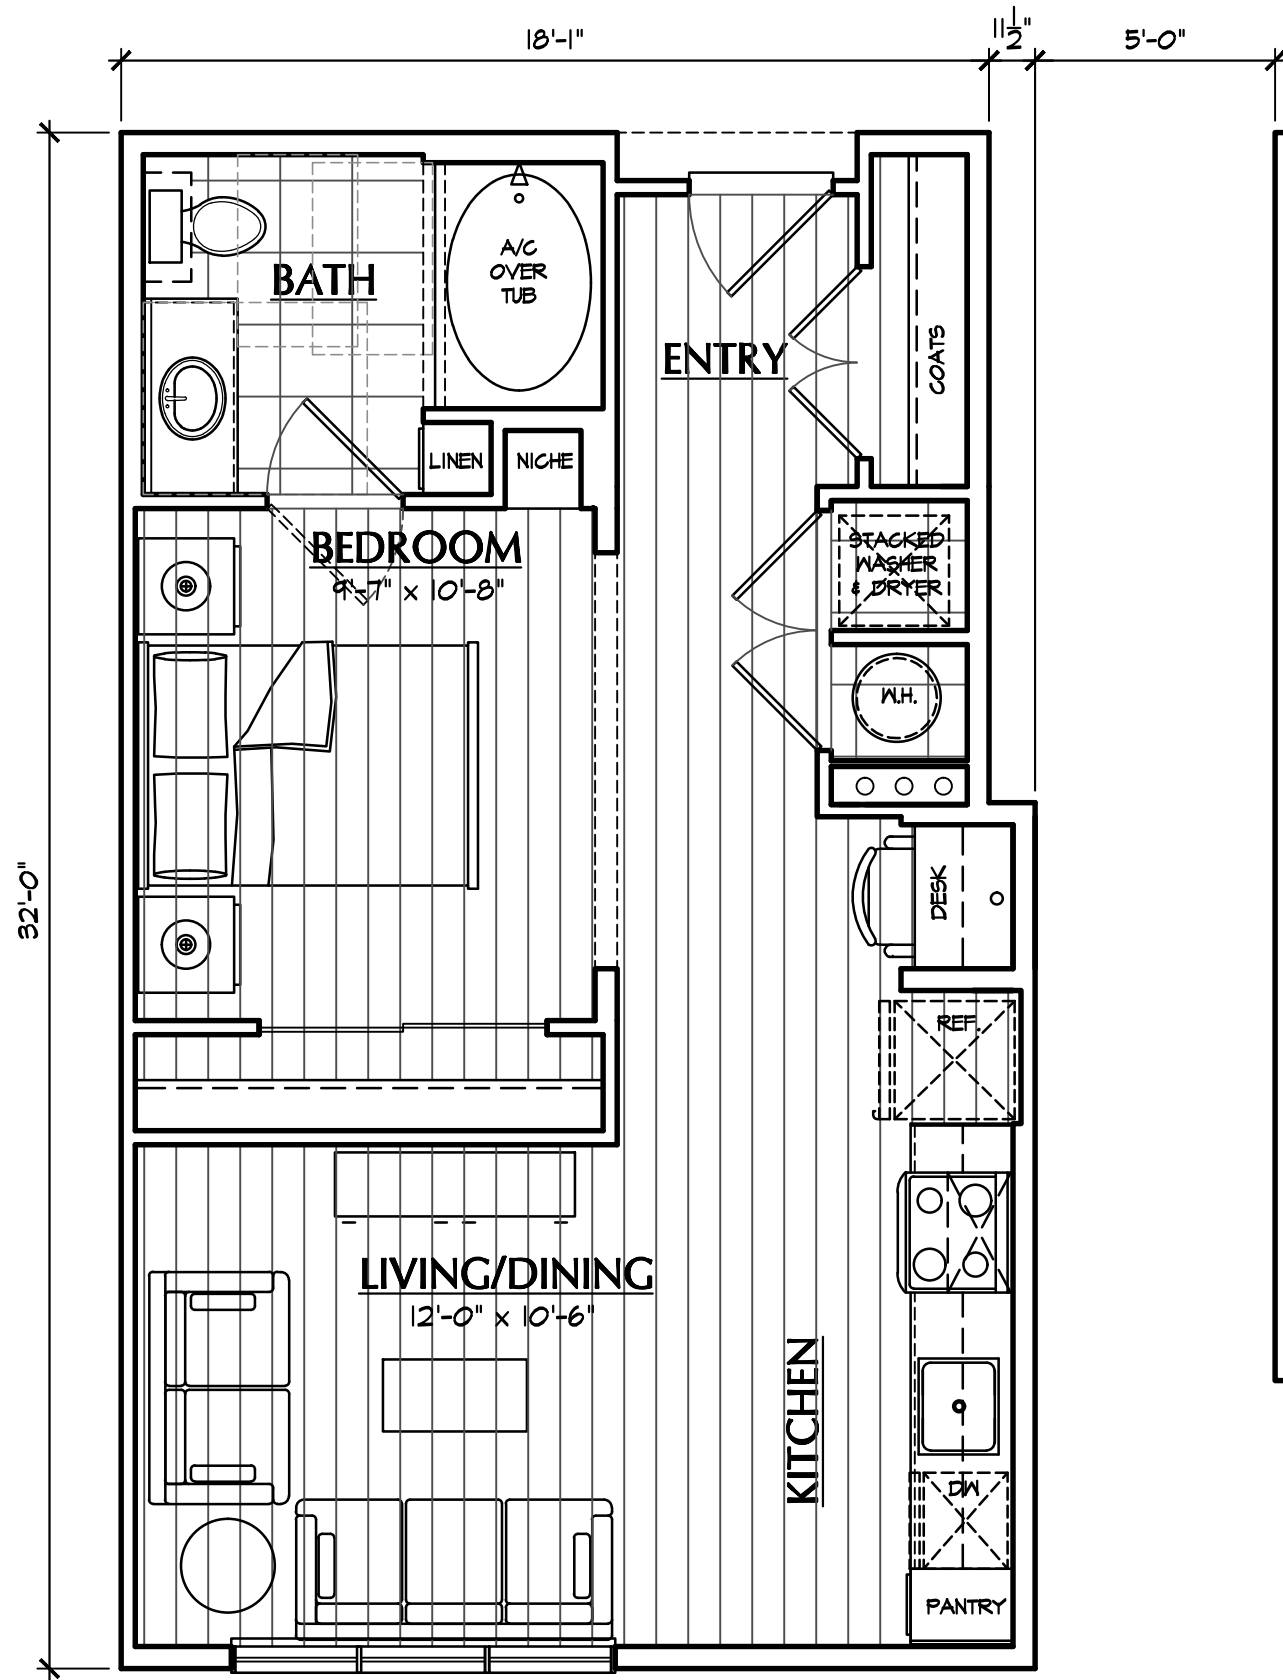 18'-1"
11 1/2"
5'-0"
32'-0"
BATH
A/C
OVER
TUB
ENTRY
COATS
LINEN
NICHE
BEDROOM
9'-7" x 10'-8"
STACKED
WASHER
& DRYER
W.H.
DESK
REF.
LIVING/DINING
12'-0" x 10'-6"
KITCHEN
DW
PANTRY